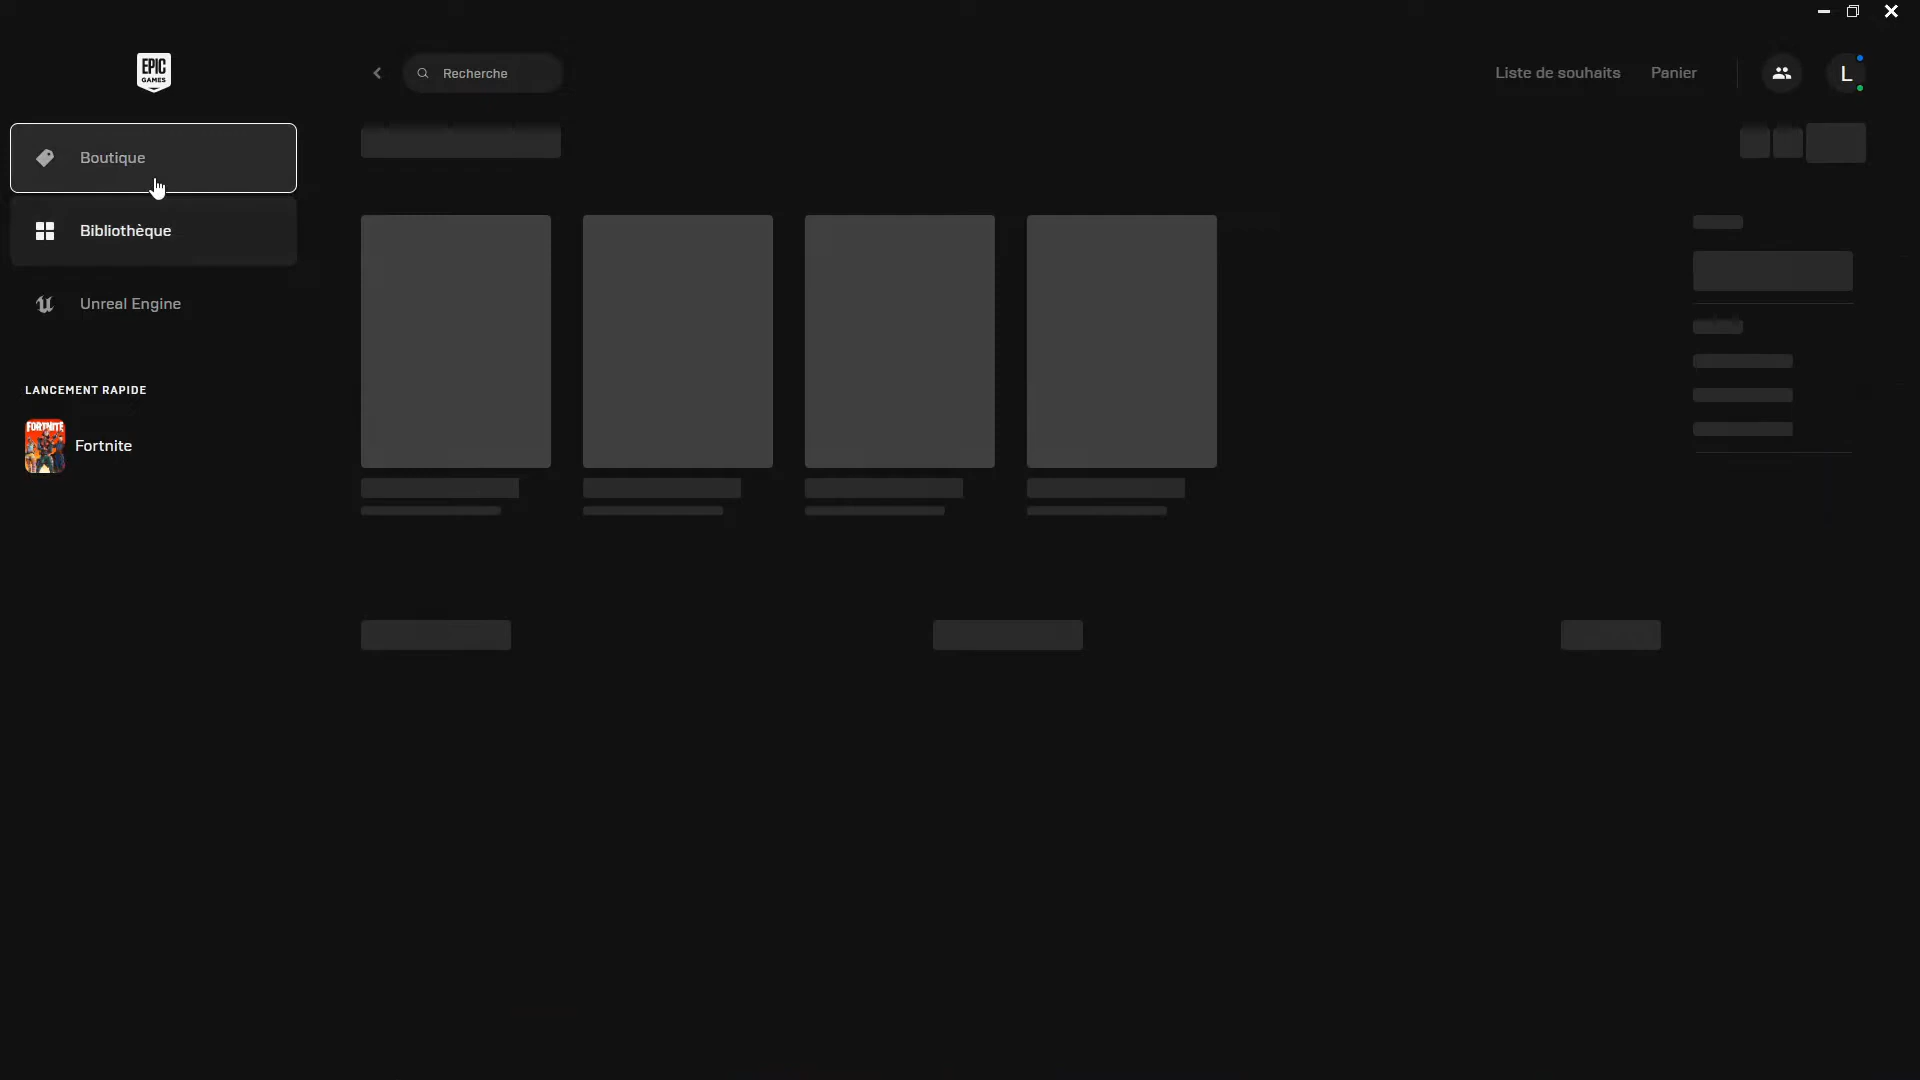 EPIC
GAMES
Recherche
Liste de souhaits
Panier
L
Boutique
Bibliothèque
Unreal Engine
LANCEMENT RAPIDE
FORTNITE
Fortnite